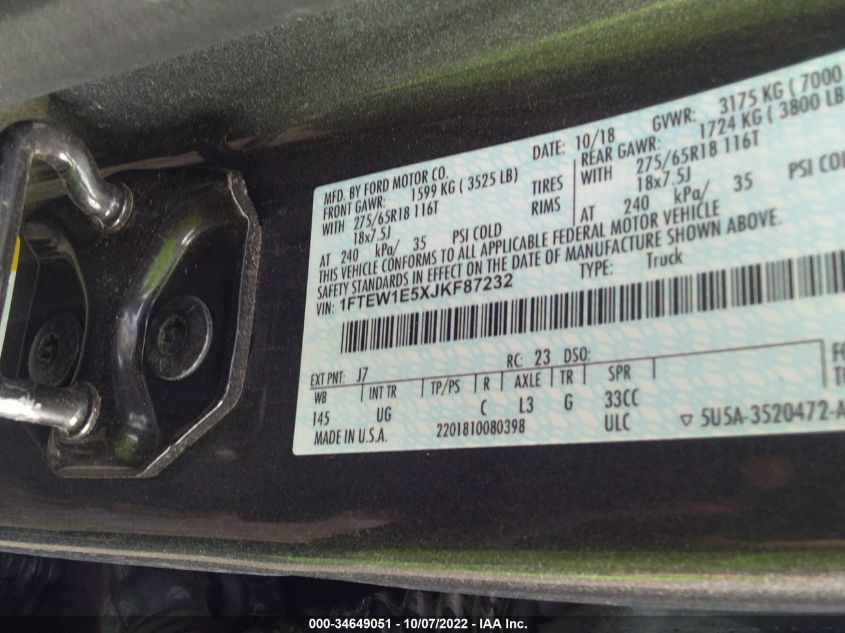 MFD. BY FORD MOTOR CO. DATE: 10/18 GVWR: 3175 KG ( 7000
FRONT GAWR: 1599 KG ( 3525 LB) REAR GAWR: 1724 KG ( 3800 LB
WITH 275/65R18 116T TIRES WITH 275/65R18 116T
18x7.5J RIMS 18x7.5J
AT 240 kPa/ 35 PSI COLD AT 240 kPa/ 35 PSI COL
THIS VEHICLE CONFORMS TO ALL APPLICABLE FEDERAL MOTOR VEHICLE
SAFETY STANDARDS IN EFFECT ON THE DATE OF MANUFACTURE SHOWN ABOVE.
VIN: 1FTEW1E5XJKF87232 TYPE: Truck
EXT PNT: J7 RC: 23 DSO:
WB INT TR TP/PS R AXLE TR SPR
145 UG C L3 G 33CC
MADE IN U.S.A. 2201810080398 ULC 5U5A-3520472-A
000-34649051 - 10/07/2022 - IAA Inc.